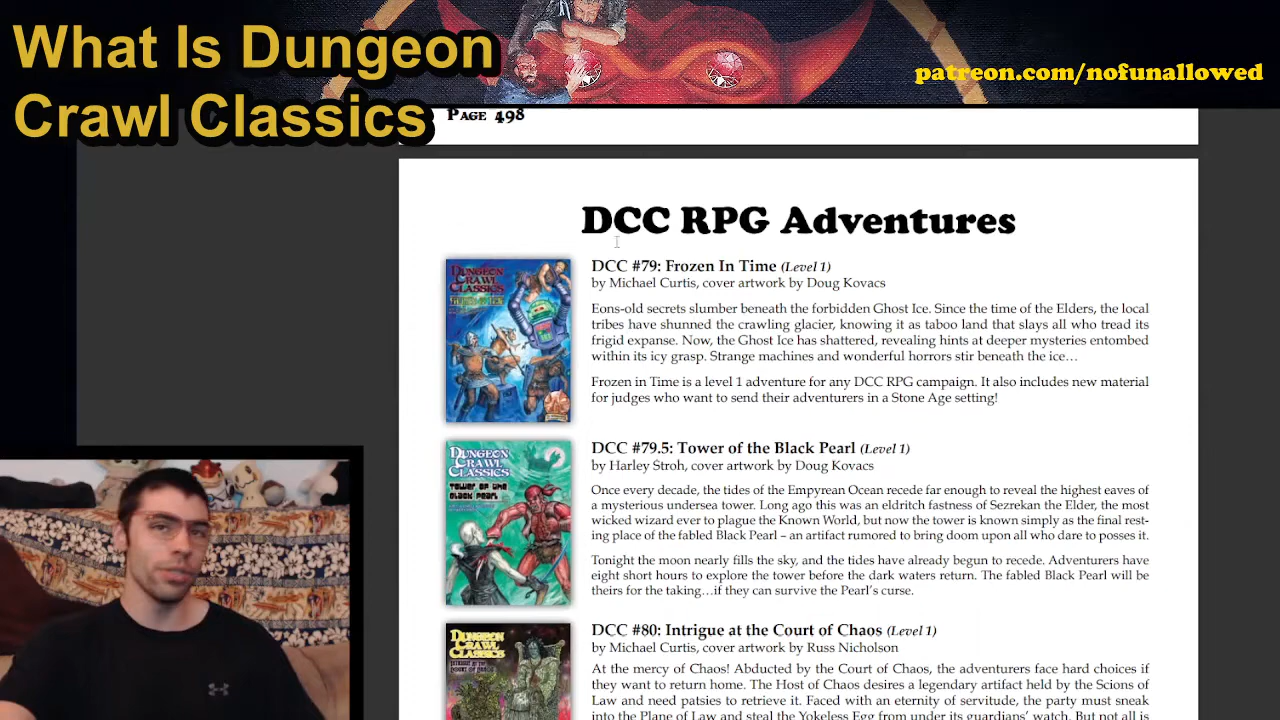 What Is Dungeon
Crawl Classics
patreon.com/nofunallowed
PAGE 498
DCC RPG Adventures
DUNGEON
CRAWL
CLASSICS
DCC #79: Frozen In Time (Level 1)
by Michael Curtis, cover artwork by Doug Kovacs
Eons-old secrets slumber beneath the forbidden Ghost Ice. Since the time of the Elders, the local
tribes have shunned the crawling glacier, knowing it as taboo land that slays all who tread its
frigid expanse. Now, the Ghost Ice has shattered, revealing hints at deeper mysteries entombed
within its icy grasp. Strange machines and wonderful horrors stir beneath the ice…
Frozen in Time is a level 1 adventure for any DCC RPG campaign. It also includes new material
for judges who want to send their adventurers in a Stone Age setting!
DUNGEON
CRAWL
CLASSICS
TOWER OF THE
BLACK PEARL
DCC #79.5: Tower of the Black Pearl (Level 1)
by Harley Stroh, cover artwork by Doug Kovacs
Once every decade, the tides of the Empyrean Ocean recede far enough to reveal the highest eaves of
a mysterious undersea tower. Long ago this was an eldritch fastness of Sezrekan the Elder, the most
wicked wizard ever to plague the Known World, but now the tower is known simply as the final rest-
ing place of the fabled Black Pearl – an artifact rumored to bring doom upon all who dare to posses it.
Tonight the moon nearly fills the sky, and the tides have already begun to recede. Adventurers have
eight short hours to explore the tower before the dark waters return. The fabled Black Pearl will be
theirs for the taking…if they can survive the Pearl's curse.
DUNGEON
CRAWL
CLASSICS
DCC #80: Intrigue at the Court of Chaos (Level 1)
by Michael Curtis, cover artwork by Russ Nicholson
At the mercy of Chaos! Abducted by the Court of Chaos, the adventurers face hard choices if
they want to return home. The Host of Chaos desires a legendary artifact held by the Scions of
Law and need patsies to retrieve it. Faced with an eternity of servitude, the party must sneak
into the Plane of Law and steal the Yokeless Egg from under its guardians' watch. But not all is